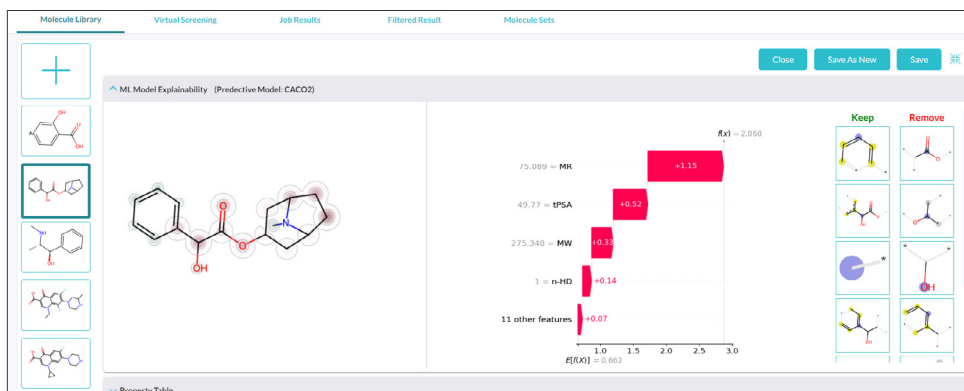 Molecule Library Virtual Screening Job Results Filtered Result Molecule Sets
Close Save As New Save
ML Model Explainability (Predective Model: CACO2)
Keep Remove
f(x) = 2.868
75.089 = MR +1.15
49.77 = tPSA +0.52
275.348 = MW +0.33
1 = n-HD +0.14
11 other features +0.07
1.0 1.5 2.0 2.5 3.0
E[f(X)] = 0.662
OH
O
OH
N
O
O
OH
Property Table